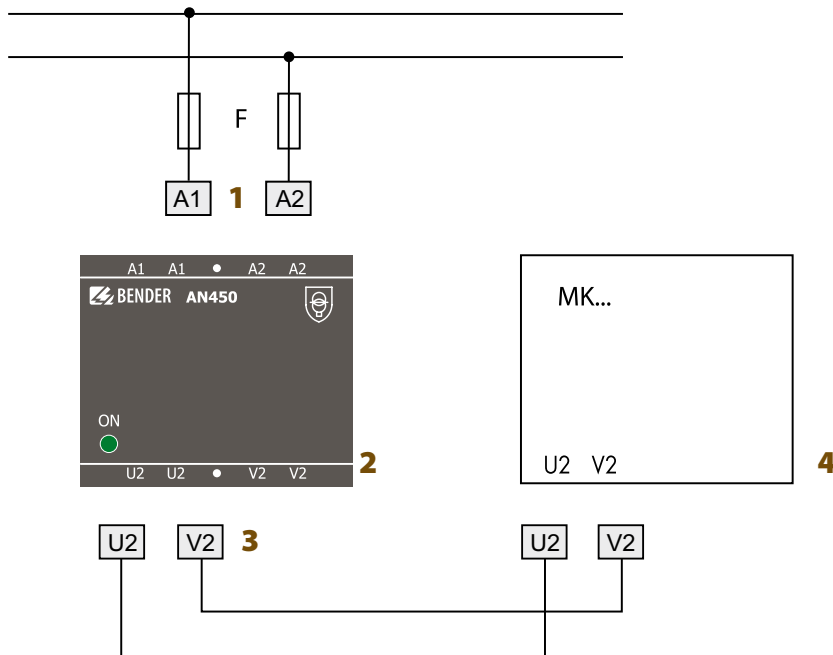 F
A1 1 A2
A1 A1 • A2 A2
BENDER AN450
MK...
ON
U2 U2 • V2 V2
2
U2 V2
4
U2 V2 3
U2 V2